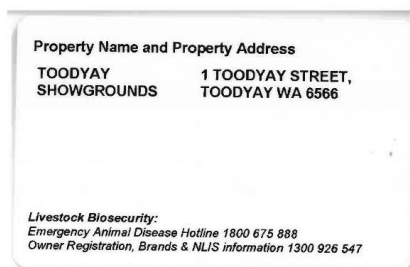 Property Name and Property Address
TOODYAY 1 TOODYAY STREET,
SHOWGROUNDS TOODYAY WA 6566
Livestock Biosecurity:
Emergency Animal Disease Hotline 1800 675 888
Owner Registration, Brands & NLIS information 1300 926 547